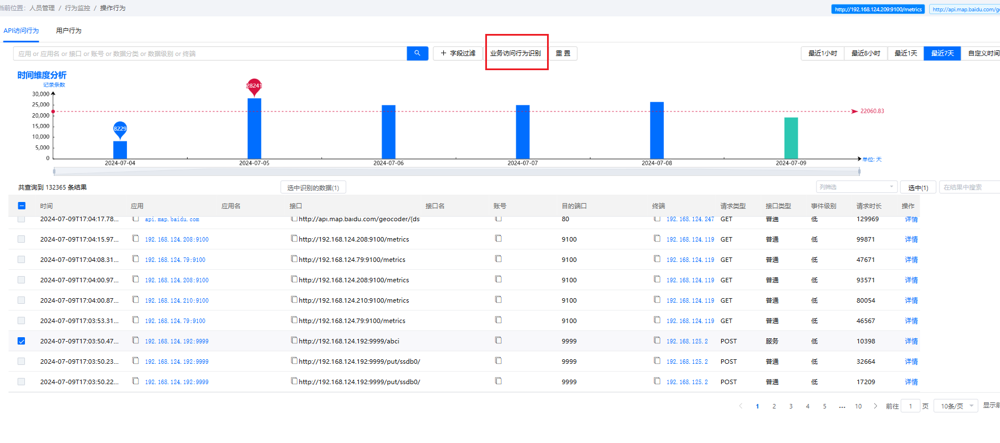 当前位置： 人员管理 / 行为监控 / 操作行为
http://192.168.124.209:9100/metrics
http://api.map.baidu.com/geo
API访问行为 用户行为
应用 or 应用名 or 接口 or 账号 or 数据分类 or 数据级别 or 终端
字段过滤 业务访问行为识别 重 置
最近1小时 最近8小时 最近1天 最近7天 自定义时间
时间维度分析
记录条数
30,000
25,000
20,000
15,000
10,000
5,000
0
8229
28241
22060.83
2024-07-04 2024-07-05 2024-07-06 2024-07-07 2024-07-08 2024-07-09
单位: 天
共查询到 132365 条结果 选中识别的数据(1) 列筛选 选中(1) 在结果中搜索
时间 应用 应用名 接口 接口名 账号 目的端口 终端 请求类型 接口类型 事件级别 请求时长 操作
2024-07-09T17:04:17.78... api.map.baidu.com http://api.map.baidu.com/geocoder/{ds 80 192.168.124.247 GET 普通 低 129969 详情
2024-07-09T17:04:15.97... 192.168.124.208:9100 http://192.168.124.208:9100/metrics 9100 192.168.124.119 GET 普通 低 99871 详情
2024-07-09T17:04:08.31... 192.168.124.79:9100 http://192.168.124.79:9100/metrics 9100 192.168.124.119 GET 普通 低 47671 详情
2024-07-09T17:04:00.97... 192.168.124.208:9100 http://192.168.124.208:9100/metrics 9100 192.168.124.119 GET 普通 低 93571 详情
2024-07-09T17:04:00.87... 192.168.124.210:9100 http://192.168.124.210:9100/metrics 9100 192.168.124.119 GET 普通 低 80054 详情
2024-07-09T17:03:53.31... 192.168.124.79:9100 http://192.168.124.79:9100/metrics 9100 192.168.124.119 GET 普通 低 46567 详情
2024-07-09T17:03:50.47... 192.168.124.192:9999 http://192.168.124.192:9999/abci 9999 192.168.125.2 POST 服务 低 10398 详情
2024-07-09T17:03:50.23... 192.168.124.192:9999 http://192.168.124.192:9999/put/ssdb0/ 9999 192.168.125.2 POST 普通 低 32664 详情
2024-07-09T17:03:50.22... 192.168.124.192:9999 http://192.168.124.192:9999/put/ssdb0/ 9999 192.168.125.2 POST 普通 低 17209 详情
1 2 3 4 5 ... 10 前往 1 页 10条/页 显示前